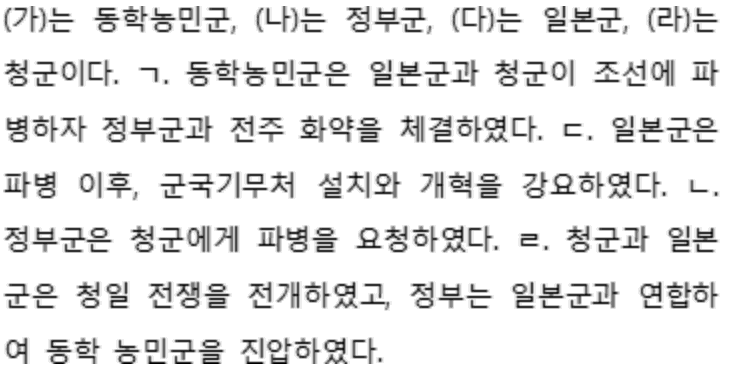 (가)는 동학농민군, (나)는 정부군, (다)는 일본군, (라)는
청군이다. ㄱ. 동학농민군은 일본군과 청군이 조선에 파
병하자 정부군과 전주 화약을 체결하였다. ㄷ. 일본군은
파병 이후, 군국기무처 설치와 개혁을 강요하였다. ㄴ.
정부군은 청군에게 파병을 요청하였다. ㄹ. 청군과 일본
군은 청일 전쟁을 전개하였고, 정부는 일본군과 연합하
여 동학 농민군을 진압하였다.